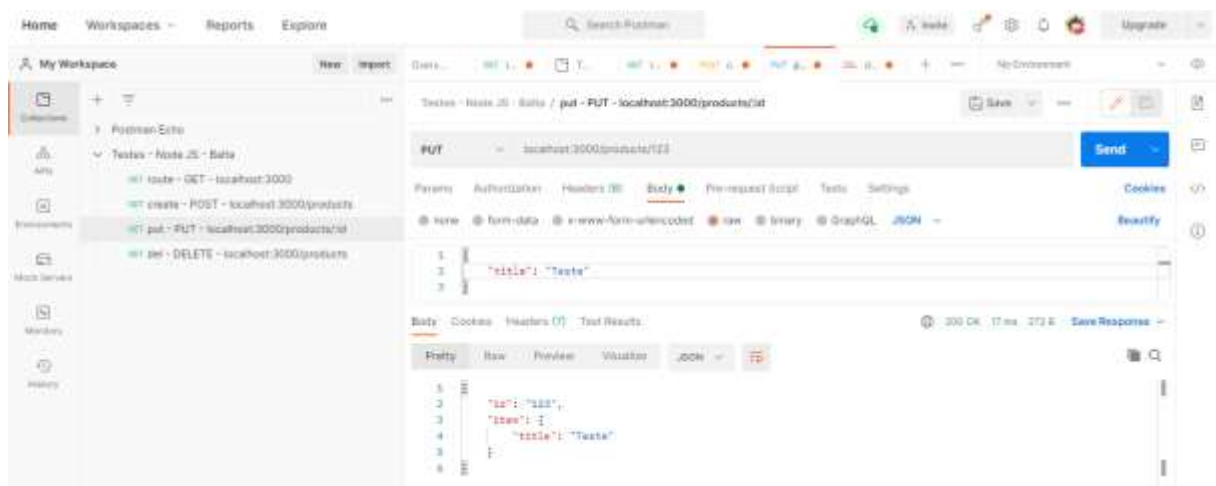 Home Workspaces Reports Explore Search Postman Invite Upgrade
My Workspace New Import No Environment
Collections
APIs
Environments
Mock Servers
Monitors
History
Postman Echo
Testes - Node JS - Balta
GET route - GET - localhost:3000
create - POST - localhost:3000/products
put - PUT - localhost:3000/products/:id
del - DELETE - localhost:3000/products
Testes - Node JS - Balta / put - PUT - localhost:3000/products/:id Save
PUT localhost:3000/products/123 Send
Params Authorization Headers (8) Body Pre-request Script Tests Settings Cookies
none form-data x-www-form-urlencoded raw binary GraphQL JSON Beautify
1 {
2 "title": "Teste"
3 }
Body Cookies Headers (7) Test Results 200 OK 17 ms 273 B Save Response
Pretty Raw Preview Visualize JSON
1 {
2 "id": "123",
3 "item": {
4 "title": "Teste"
5 }
6 }